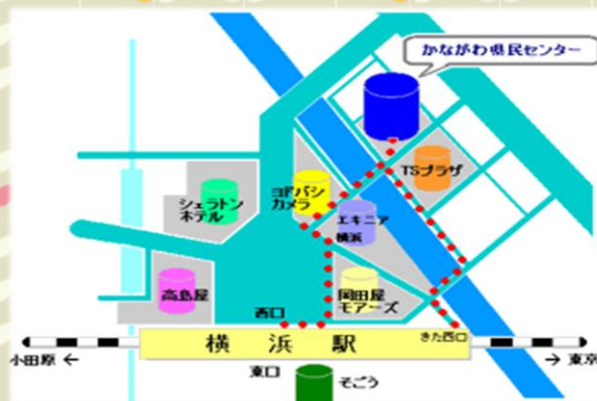 かながわ県民センター
TSプラザ
ヨドバシ
カメラ
シェラトン
ホテル
エキニア
横浜
高島屋
岡田屋
モアーズ
西口
きた西口
横浜駅
小田原 ←
→ 東京
東口
そごう